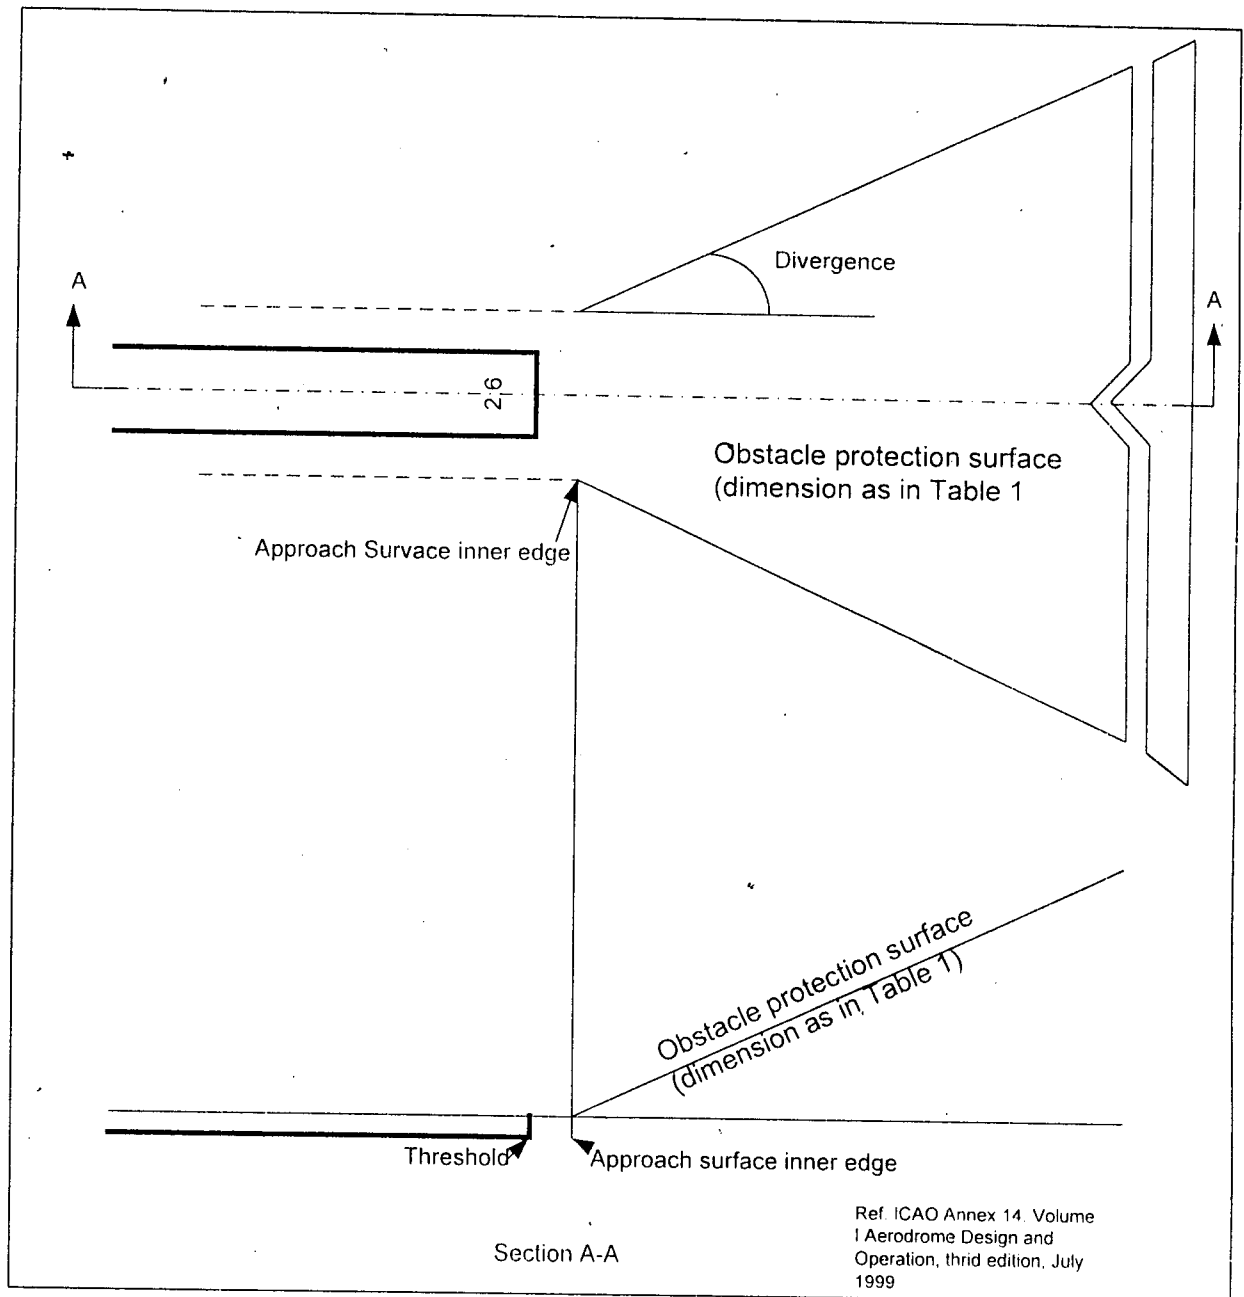 Divergence
A
A
26
Obstacle protection surface
(dimension as in Table 1
Approach Survace inner edge
Obstacle protection surface
(dimension as in Table 1)
Threshold
Approach surface inner edge
Ref. ICAO Annex 14. Volume
I Aerodrome Design and
Operation, thrid edition, July
1999
Section A-A